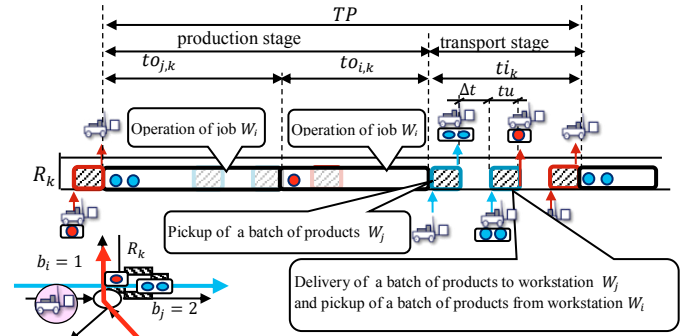 TP
production stage
transport stage
to_{j,k}
to_{i,k}
ti_k
Δt
tu
Operation of job W_i
Operation of job W_i
R_k
Pickup of a batch of products W_j
Delivery of a batch of products to workstation W_j
and pickup of a batch of products from workstation W_i
b_i = 1
R_k
b_j = 2